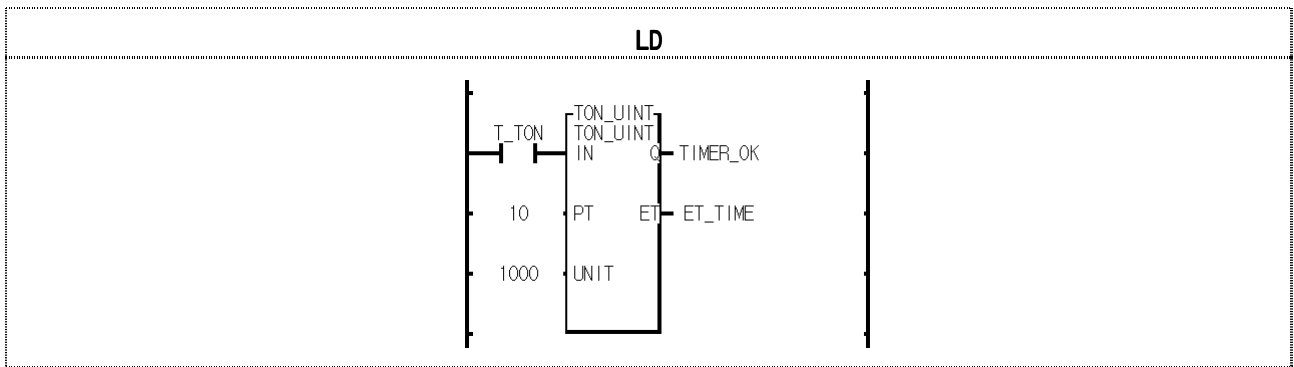 LD
TON_UINT
T_TON TON_UINT
IN Q TIMER_OK
10 PT ET ET_TIME
1000 UNIT